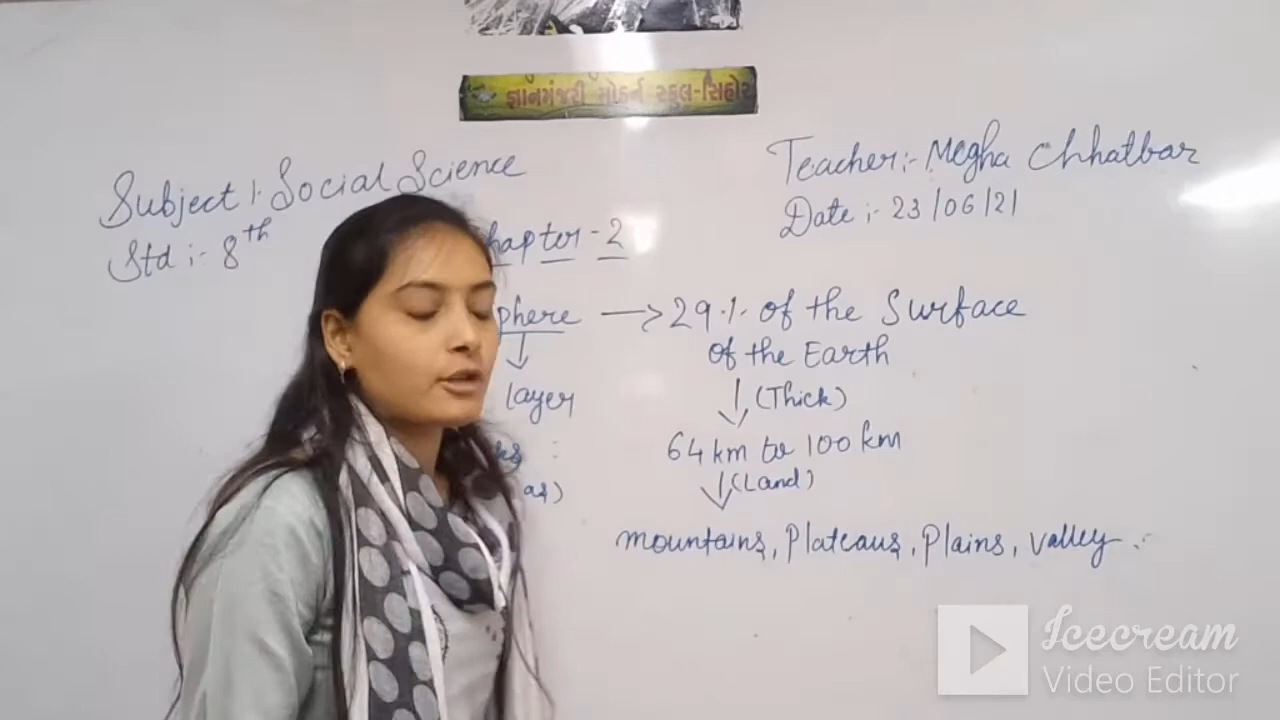 જ્ઞાનમંજરી મોડર્ન સ્કુલ-સિહોર
Subject :- Social Science
Teacher :- Megha Chhatbar
Std :- 8th
Date :- 23/06/21
hapter - 2
phere → 29% of the Surface
of the Earth
↓
layer
↓ (Thick)
64 km to 100 km
↓ (Land)
mountains, Plateaus, Plains, valley
Icecream
Video Editor